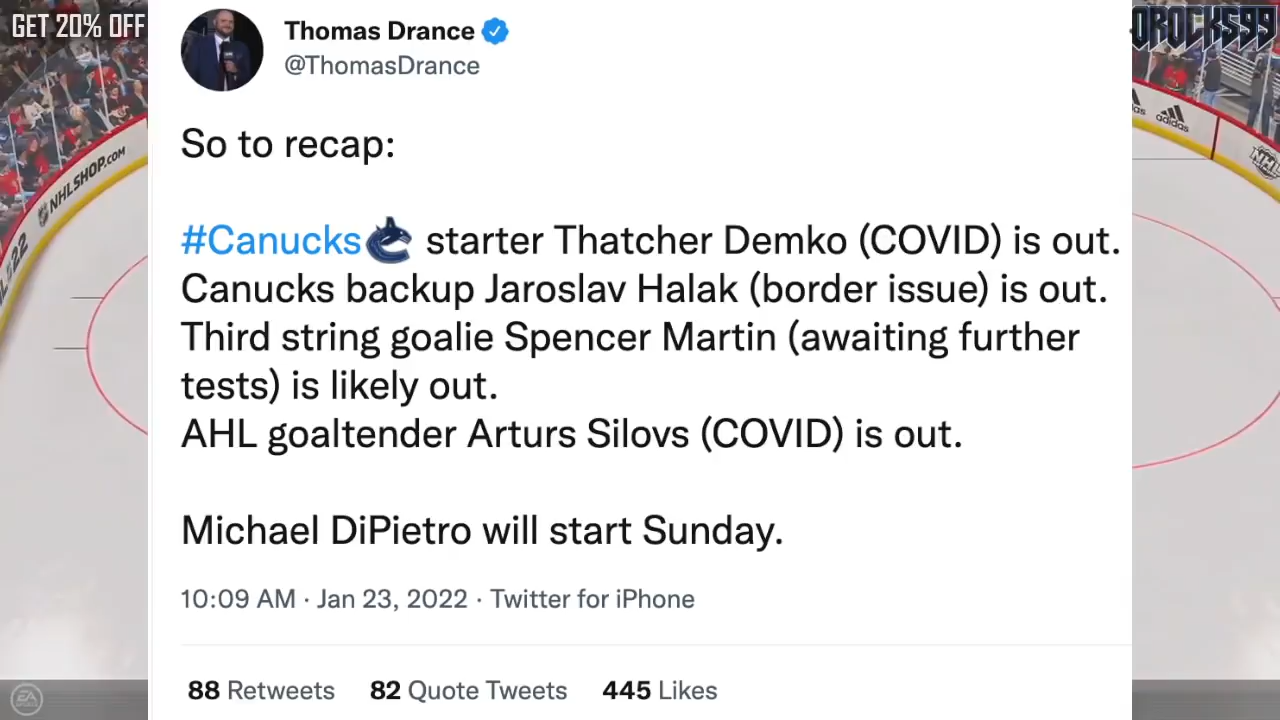 GET 20% OFF
OROCKS99
Thomas Drance
@ThomasDrance
So to recap:
#Canucks starter Thatcher Demko (COVID) is out.
Canucks backup Jaroslav Halak (border issue) is out.
Third string goalie Spencer Martin (awaiting further
tests) is likely out.
AHL goaltender Arturs Silovs (COVID) is out.
Michael DiPietro will start Sunday.
10:09 AM · Jan 23, 2022 · Twitter for iPhone
88 Retweets 82 Quote Tweets 445 Likes
NHLSHOP.COM
adidas
NHL